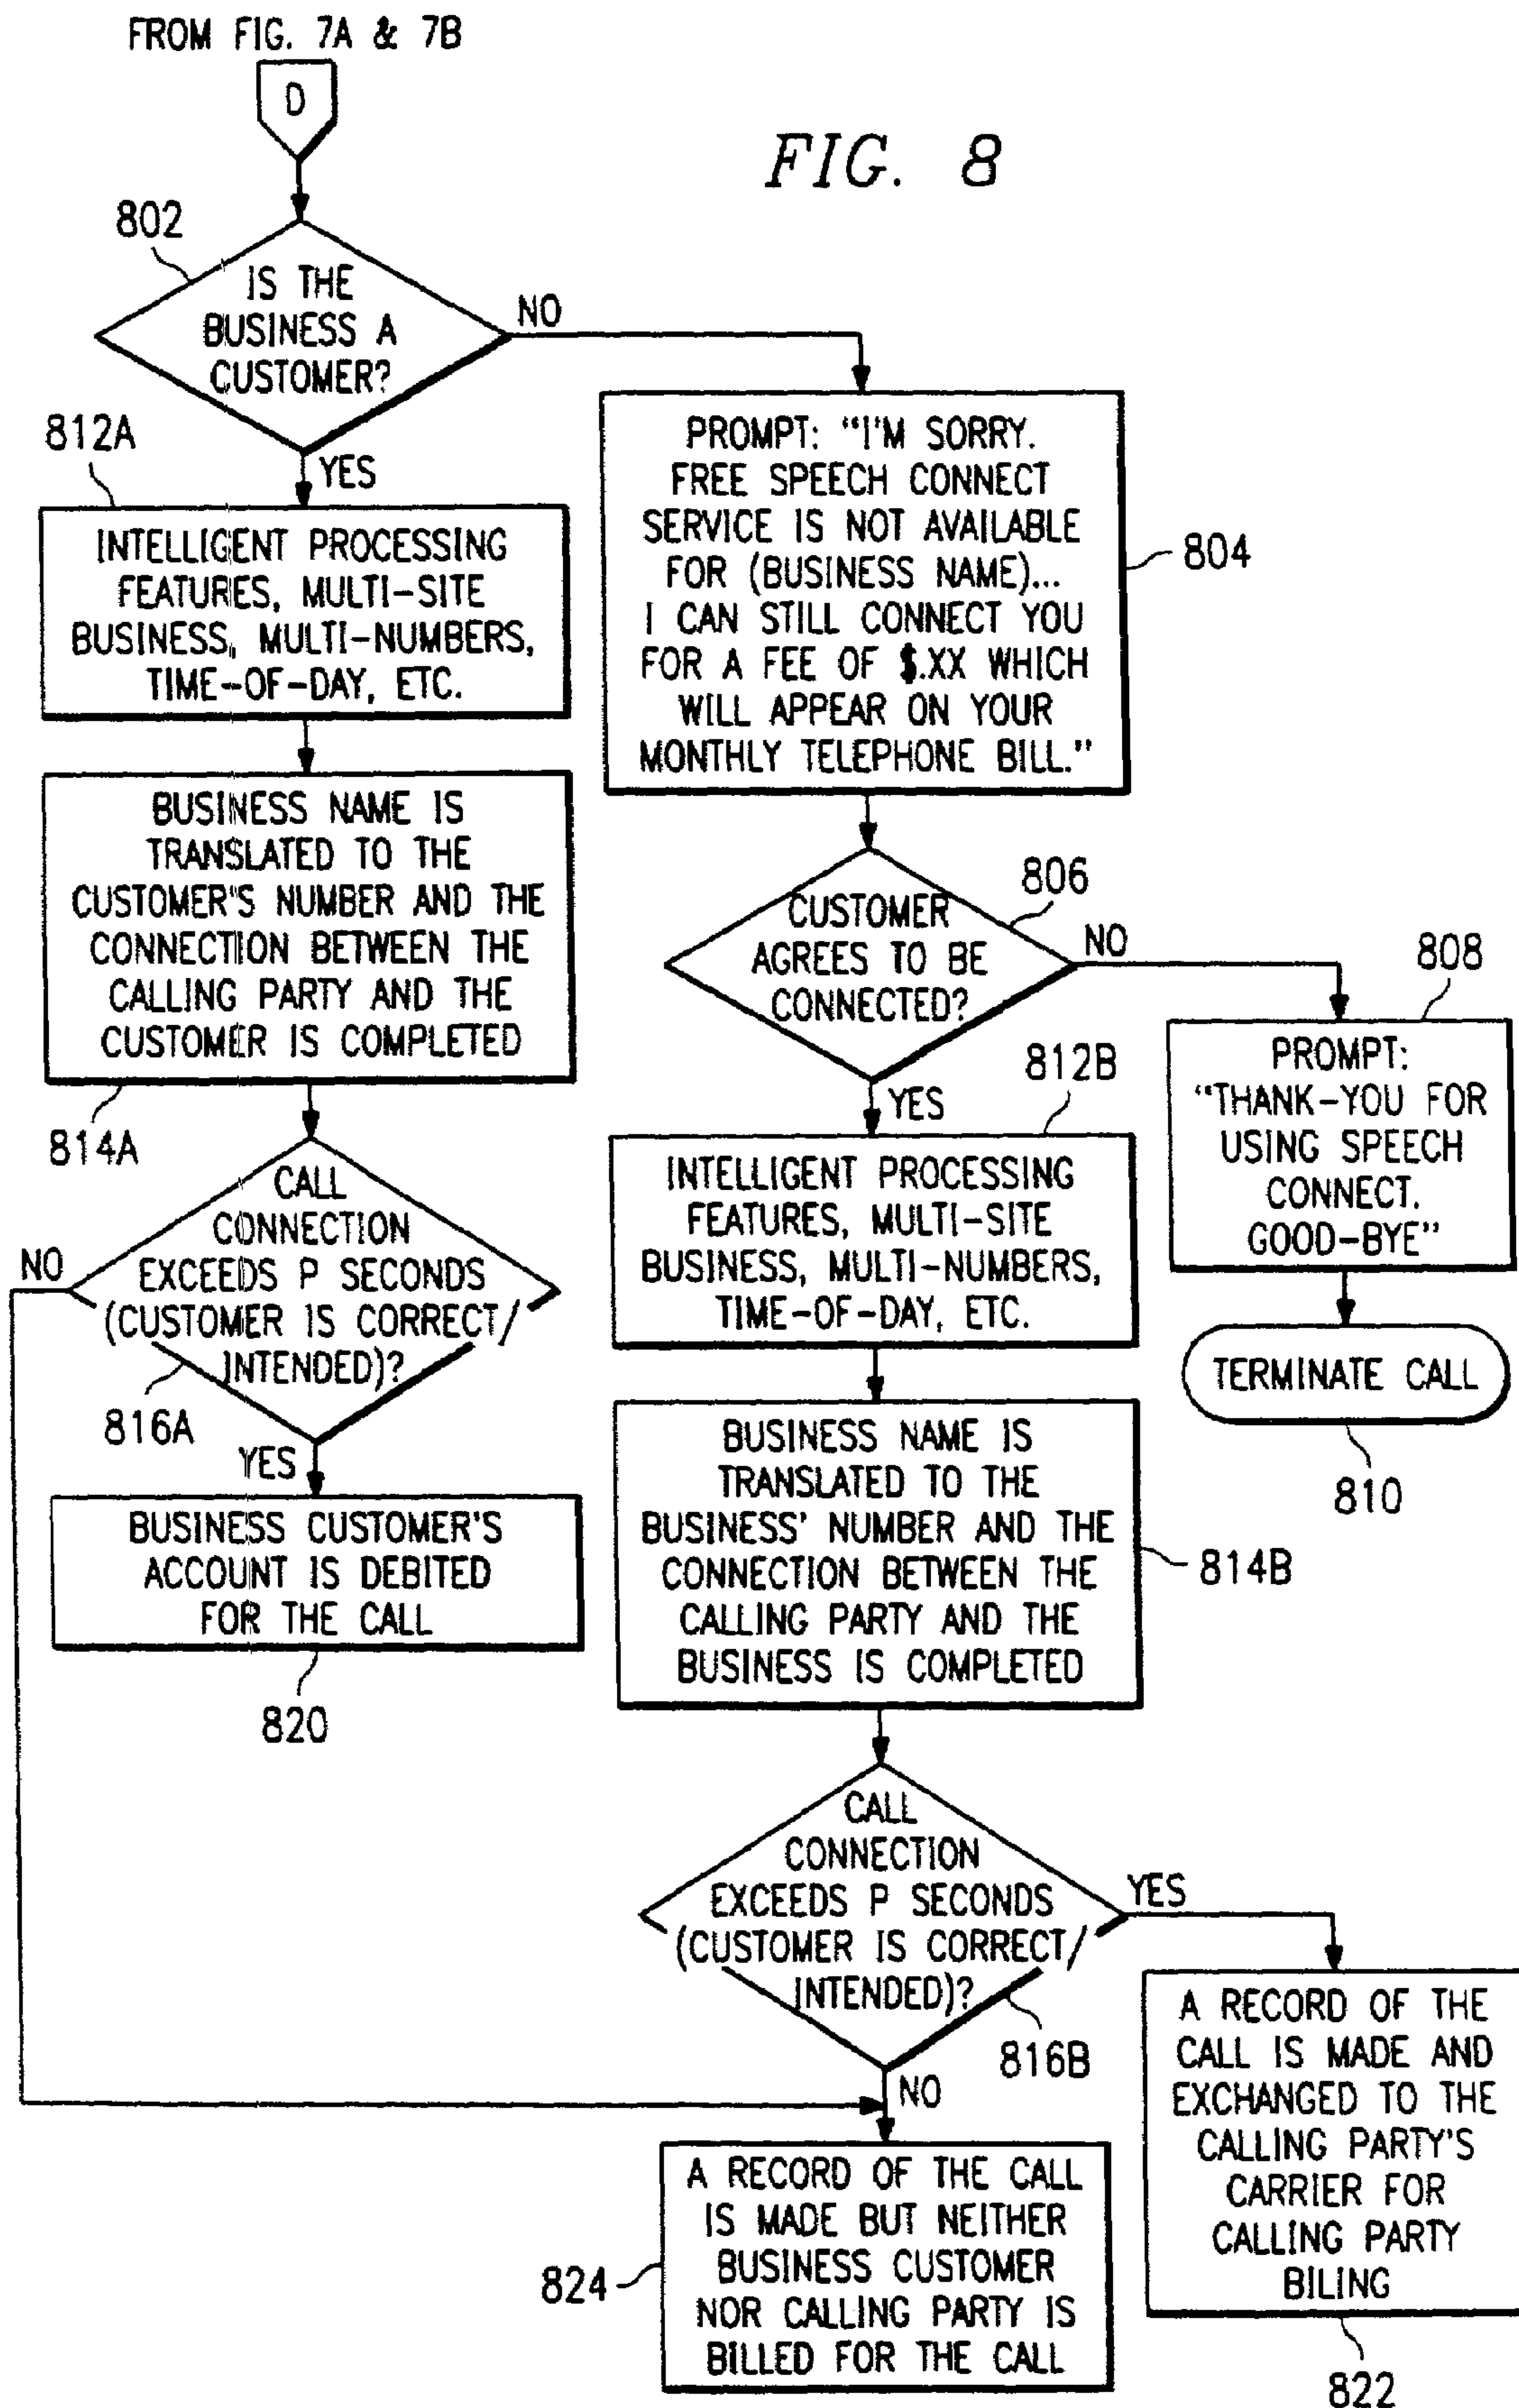 FROM FIG. 7A & 7B
D
FIG. 8
802
IS THE
BUSINESS A
CUSTOMER?
NO
YES
812A
INTELLIGENT PROCESSING
FEATURES, MULTI-SITE
BUSINESS, MULTI-NUMBERS,
TIME-OF-DAY, ETC.
BUSINESS NAME IS
TRANSLATED TO THE
CUSTOMER'S NUMBER AND THE
CONNECTION BETWEEN THE
CALLING PARTY AND THE
CUSTOMER IS COMPLETED
814A
CALL
CONNECTION
EXCEEDS P SECONDS
(CUSTOMER IS CORRECT/
INTENDED)?
NO
816A
YES
BUSINESS CUSTOMER'S
ACCOUNT IS DEBITED
FOR THE CALL
820
PROMPT: "I'M SORRY.
FREE SPEECH CONNECT
SERVICE IS NOT AVAILABLE
FOR (BUSINESS NAME)...
I CAN STILL CONNECT YOU
FOR A FEE OF $.XX WHICH
WILL APPEAR ON YOUR
MONTHLY TELEPHONE BILL."
804
806
CUSTOMER
AGREES TO BE
CONNECTED?
NO
808
PROMPT:
"THANK-YOU FOR
USING SPEECH
CONNECT.
GOOD-BYE"
TERMINATE CALL
810
YES
812B
INTELLIGENT PROCESSING
FEATURES, MULTI-SITE
BUSINESS, MULTI-NUMBERS,
TIME-OF-DAY, ETC.
BUSINESS NAME IS
TRANSLATED TO THE
BUSINESS' NUMBER AND THE
CONNECTION BETWEEN THE
CALLING PARTY AND THE
BUSINESS IS COMPLETED
814B
CALL
CONNECTION
EXCEEDS P SECONDS
(CUSTOMER IS CORRECT/
INTENDED)?
YES
816B
NO
A RECORD OF THE
CALL IS MADE AND
EXCHANGED TO THE
CALLING PARTY'S
CARRIER FOR
CALLING PARTY
BILING
822
A RECORD OF THE CALL
IS MADE BUT NEITHER
BUSINESS CUSTOMER
NOR CALLING PARTY IS
BILLED FOR THE CALL
824